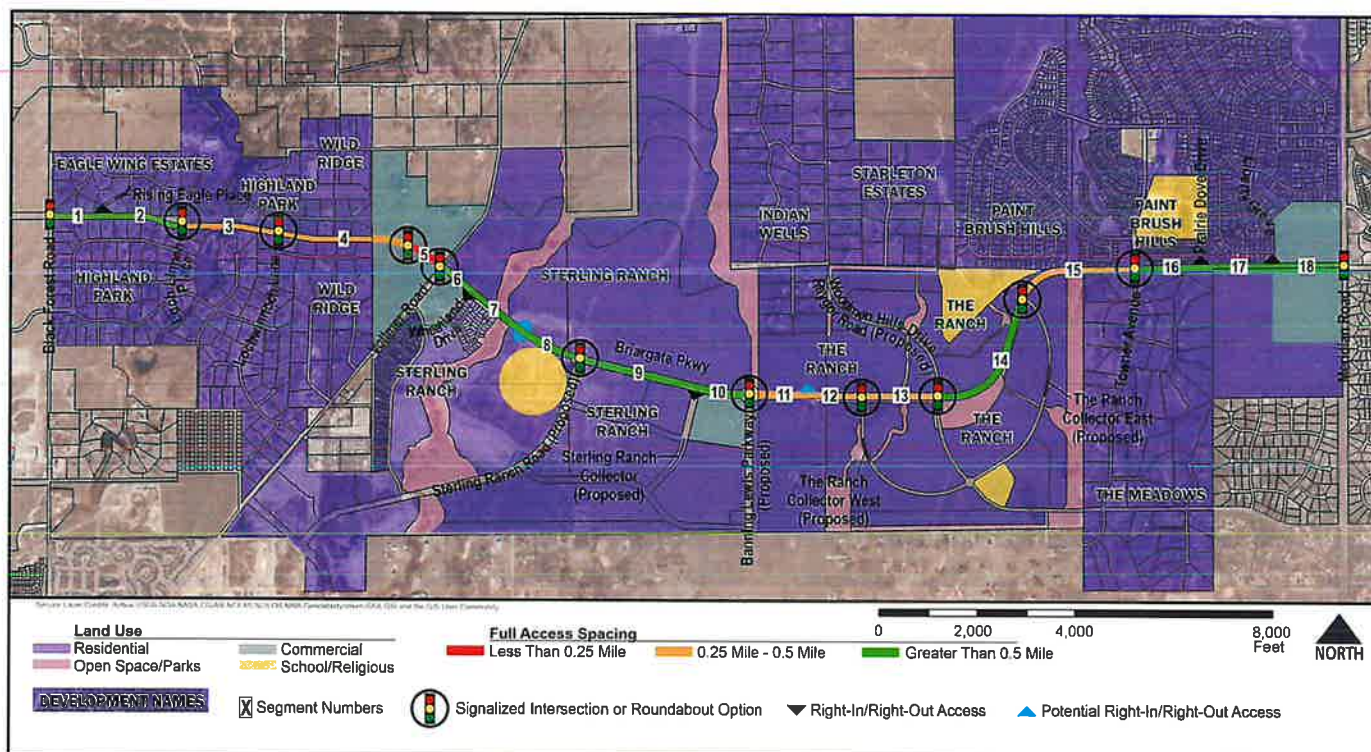 WILD
RIDGE
EAGLE WING ESTATES
Rising Eagle Place
HIGHLAND
PARK
STAPLETON
ESTATES
INDIAN
WELLS
PAINT
BRUSH HILLS
PAINT
BRUSH
HILLS
1
2
3
4
5
6
7
8
9
10
11
12
13
14
15
16
17
18
HIGHLAND
PARK
WILD
RIDGE
STERLING RANCH
Black Forest Road
Briargate Pkwy
THE
RANCH
THE
RANCH
THE
RANCH
STERLING
RANCH
STERLING
RANCH
Sterling Ranch Road (Proposed)
Sterling Ranch
Collector
(Proposed)
Banning Lewis Parkway
(Proposed)
The Ranch
Collector West
(Proposed)
The Ranch
Collector East
(Proposed)
Towner Avenue
THE MEADOWS
Land Use
Residential
Open Space/Parks
Commercial
School/Religious
Full Access Spacing
Less Than 0.25 Mile
0.25 Mile - 0.5 Mile
Greater Than 0.5 Mile
0
2,000
4,000
8,000
Feet
NORTH
DEVELOPMENT NAMES
X Segment Numbers
Signalized Intersection or Roundabout Option
Right-In/Right-Out Access
Potential Right-In/Right-Out Access